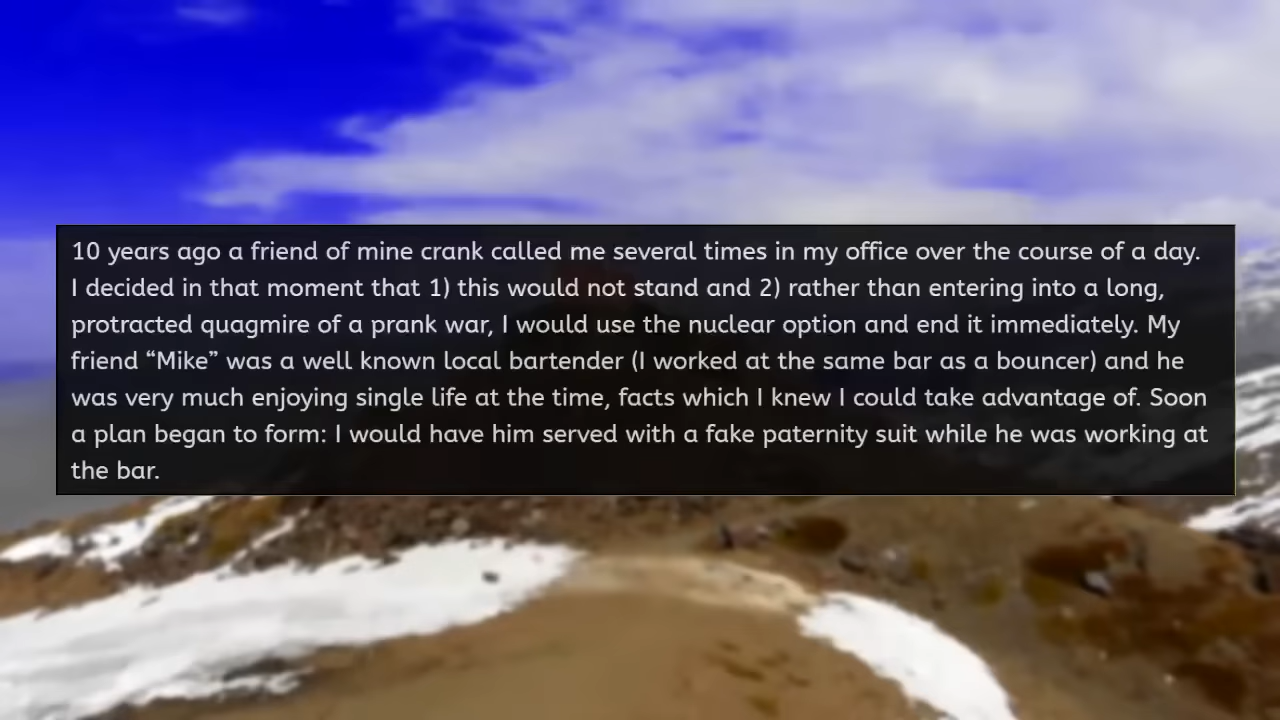 10 years ago a friend of mine crank called me several times in my office over the course of a day.
I decided in that moment that 1) this would not stand and 2) rather than entering into a long,
protracted quagmire of a prank war, I would use the nuclear option and end it immediately. My
friend “Mike” was a well known local bartender (I worked at the same bar as a bouncer) and he
was very much enjoying single life at the time, facts which I knew I could take advantage of. Soon
a plan began to form: I would have him served with a fake paternity suit while he was working at
the bar.